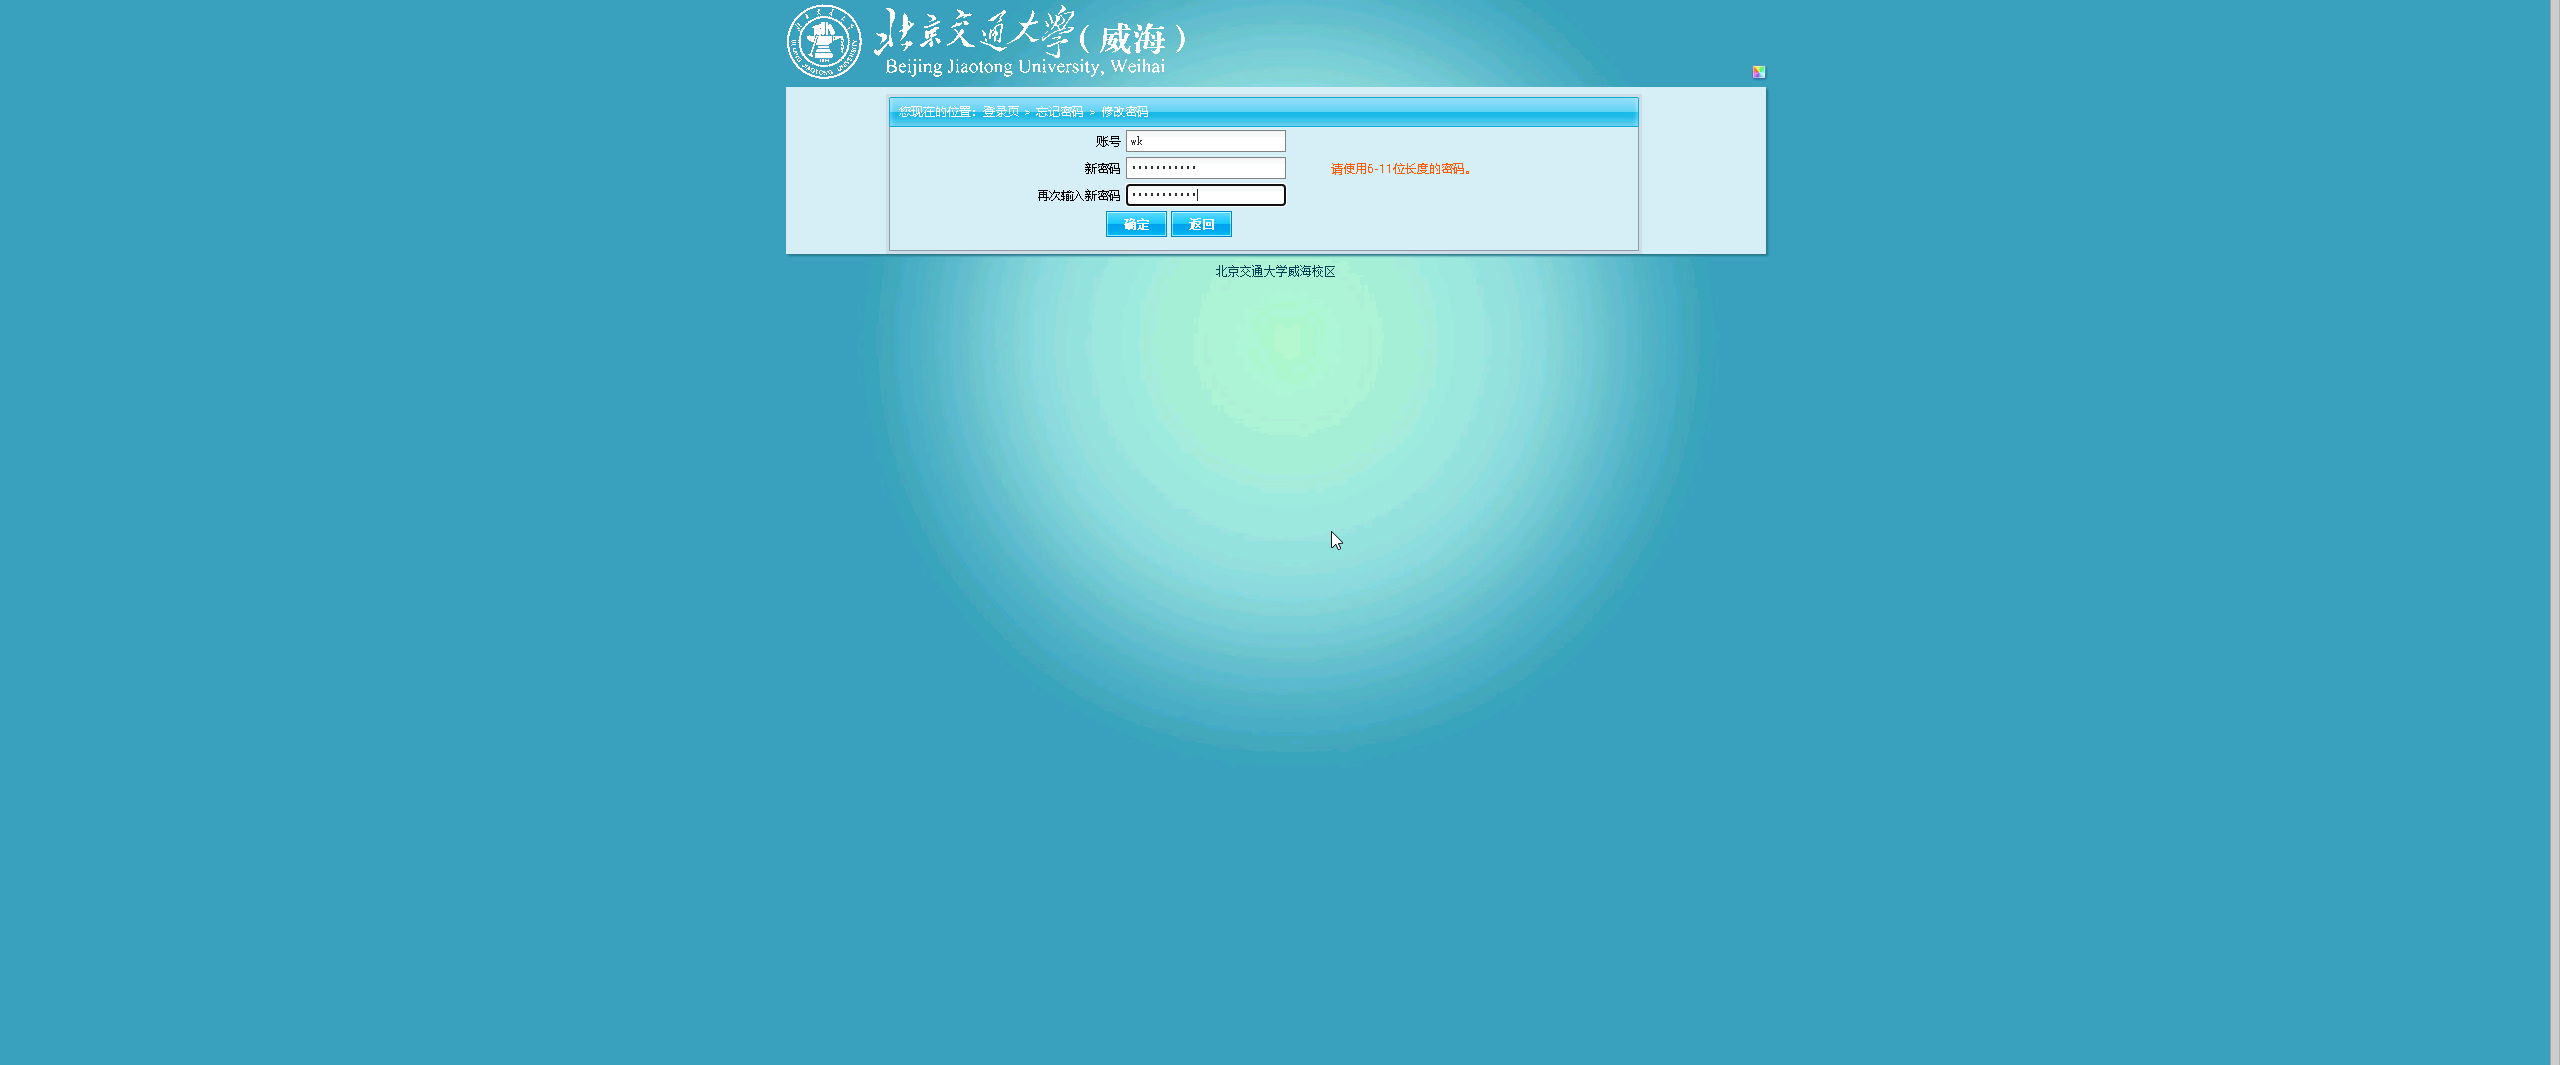 北京交通大学(威海)
Beijing Jiaotong University, Weihai
您现在的位置：登录页 > 忘记密码 > 修改密码
账号 wk
新密码 ••••••••••• 请使用6-11位长度的密码。
再次输入新密码 •••••••••••
确定 返回
北京交通大学威海校区